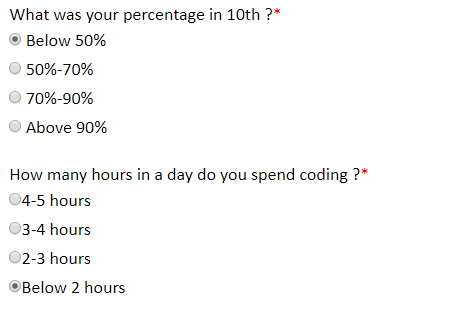 What was your percentage in 10th ?*
Below 50%
50%-70%
70%-90%
Above 90%
How many hours in a day do you spend coding ?*
4-5 hours
3-4 hours
2-3 hours
Below 2 hours